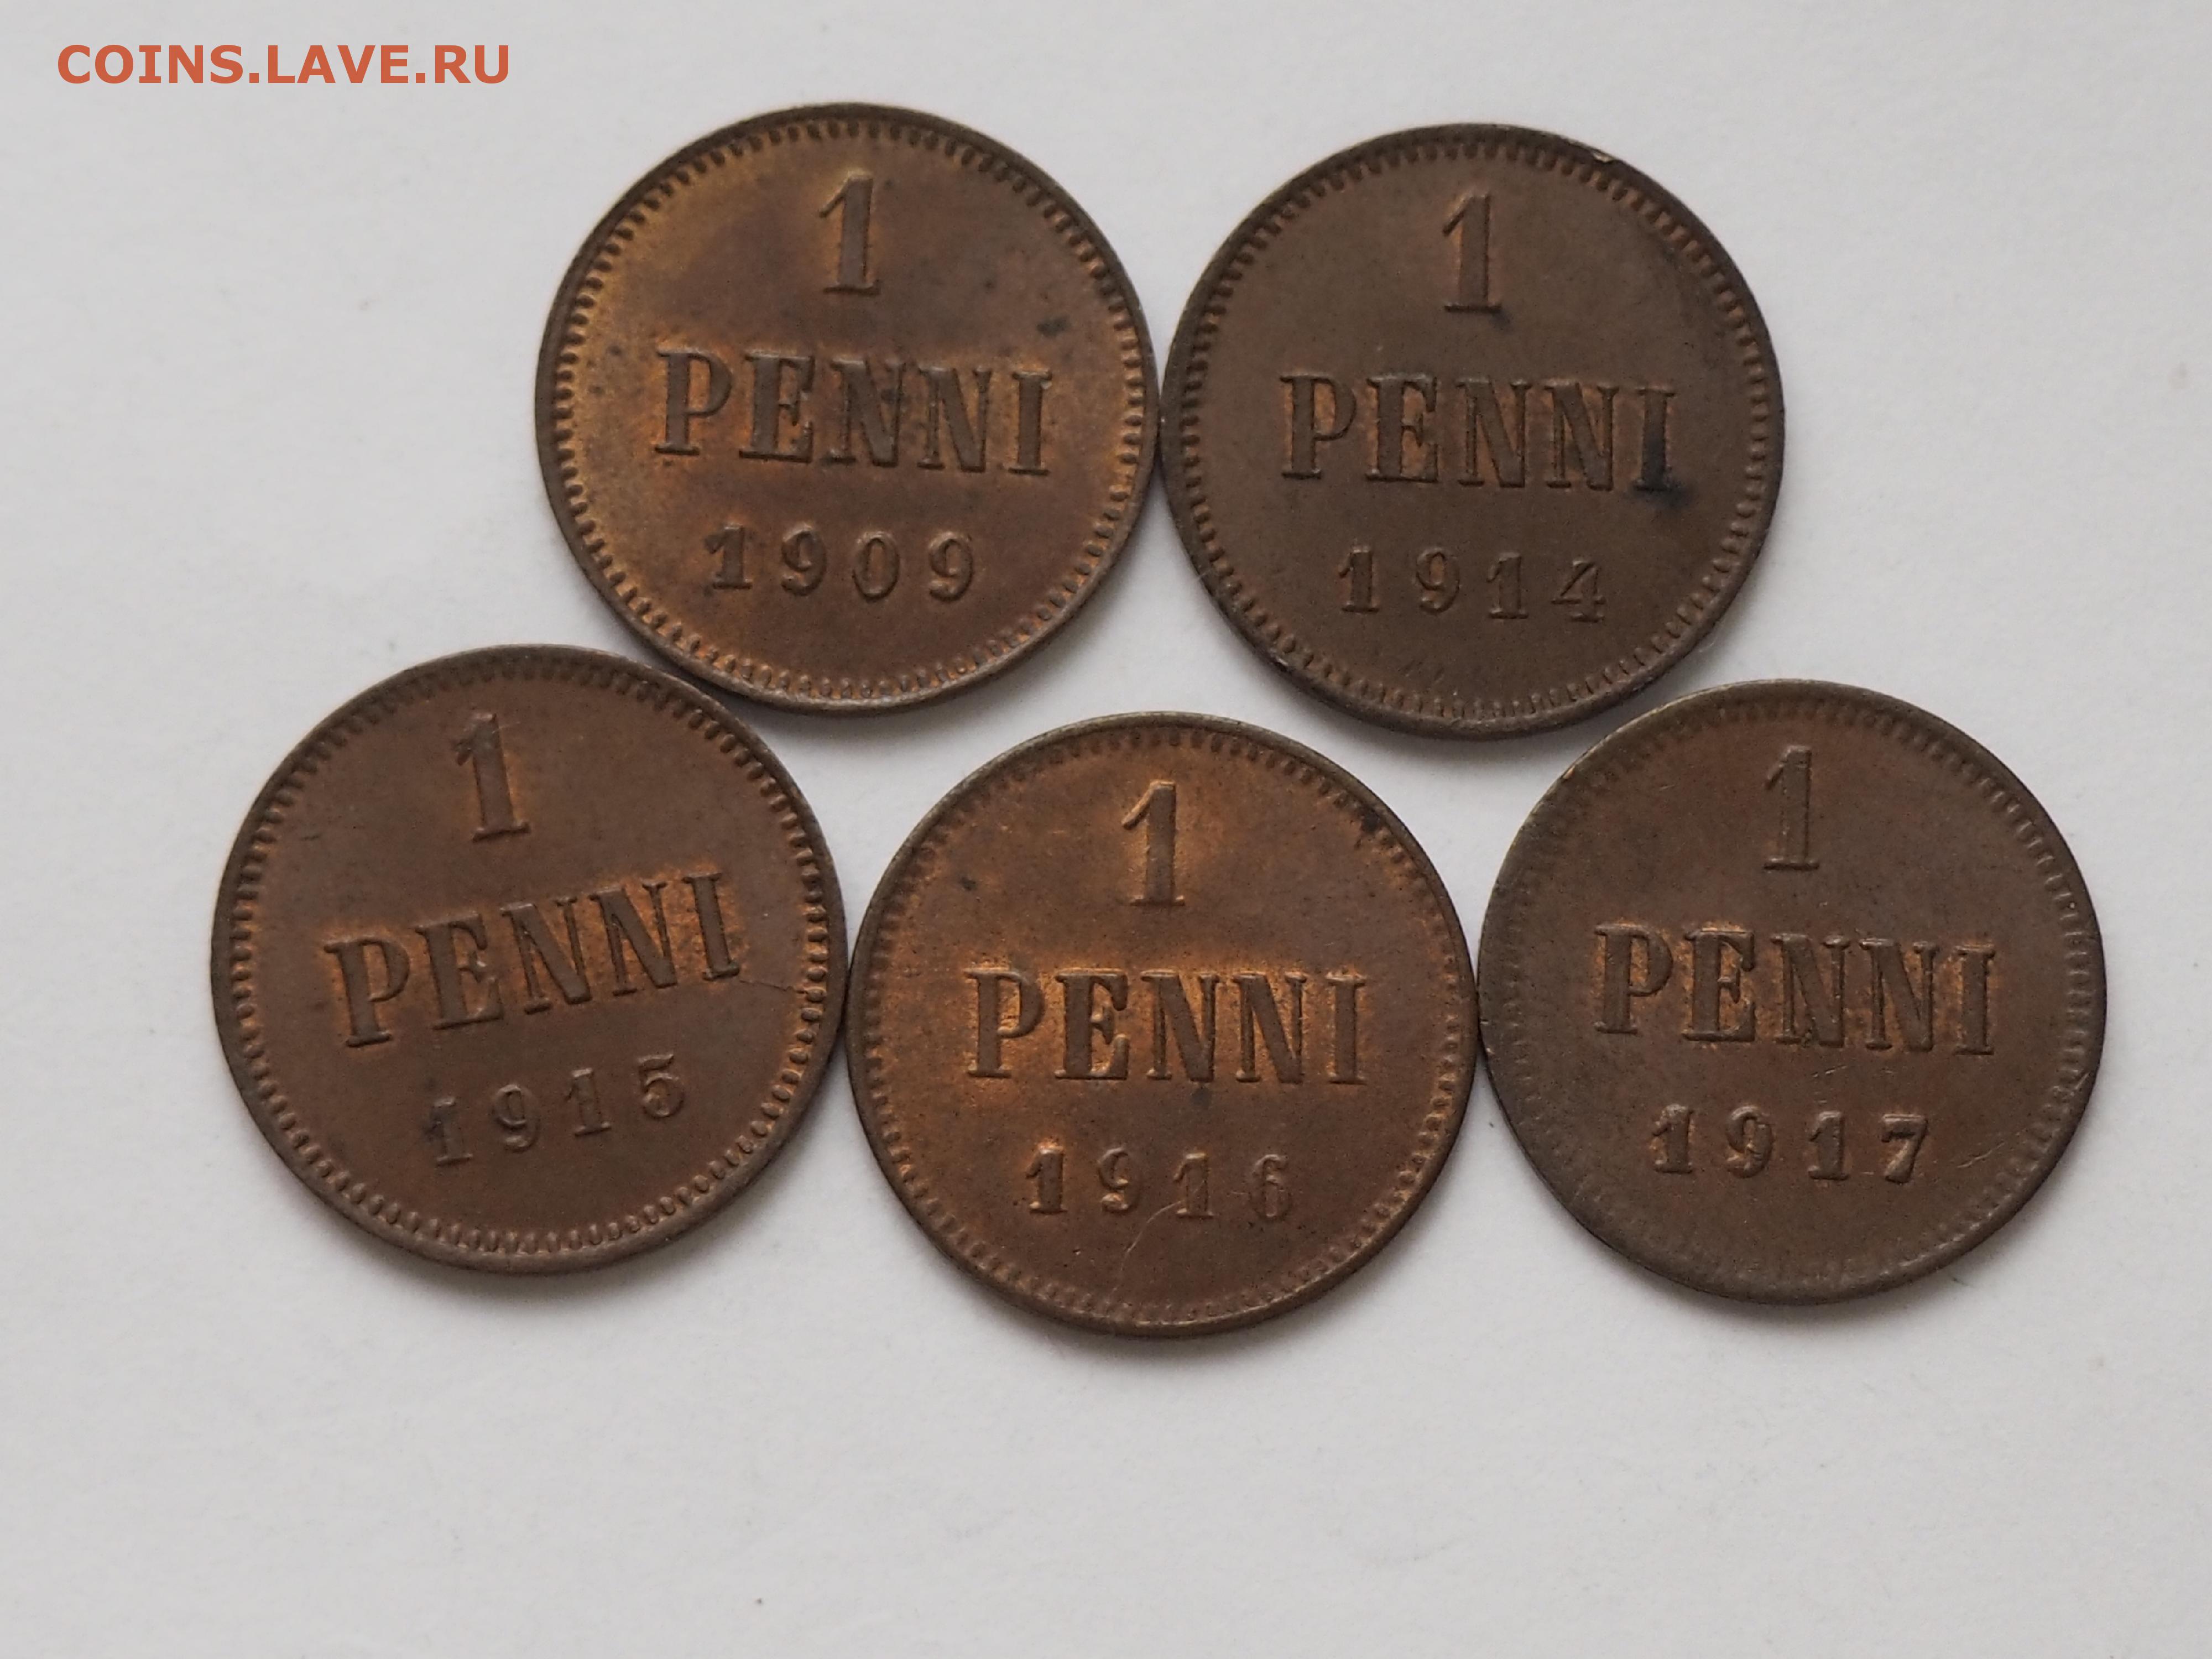 COINS.LAVE.RU
1
PENNI
1909
1
PENNI
1914
1
PENNI
1915
1
PENNI
1916
1
PENNI
1917